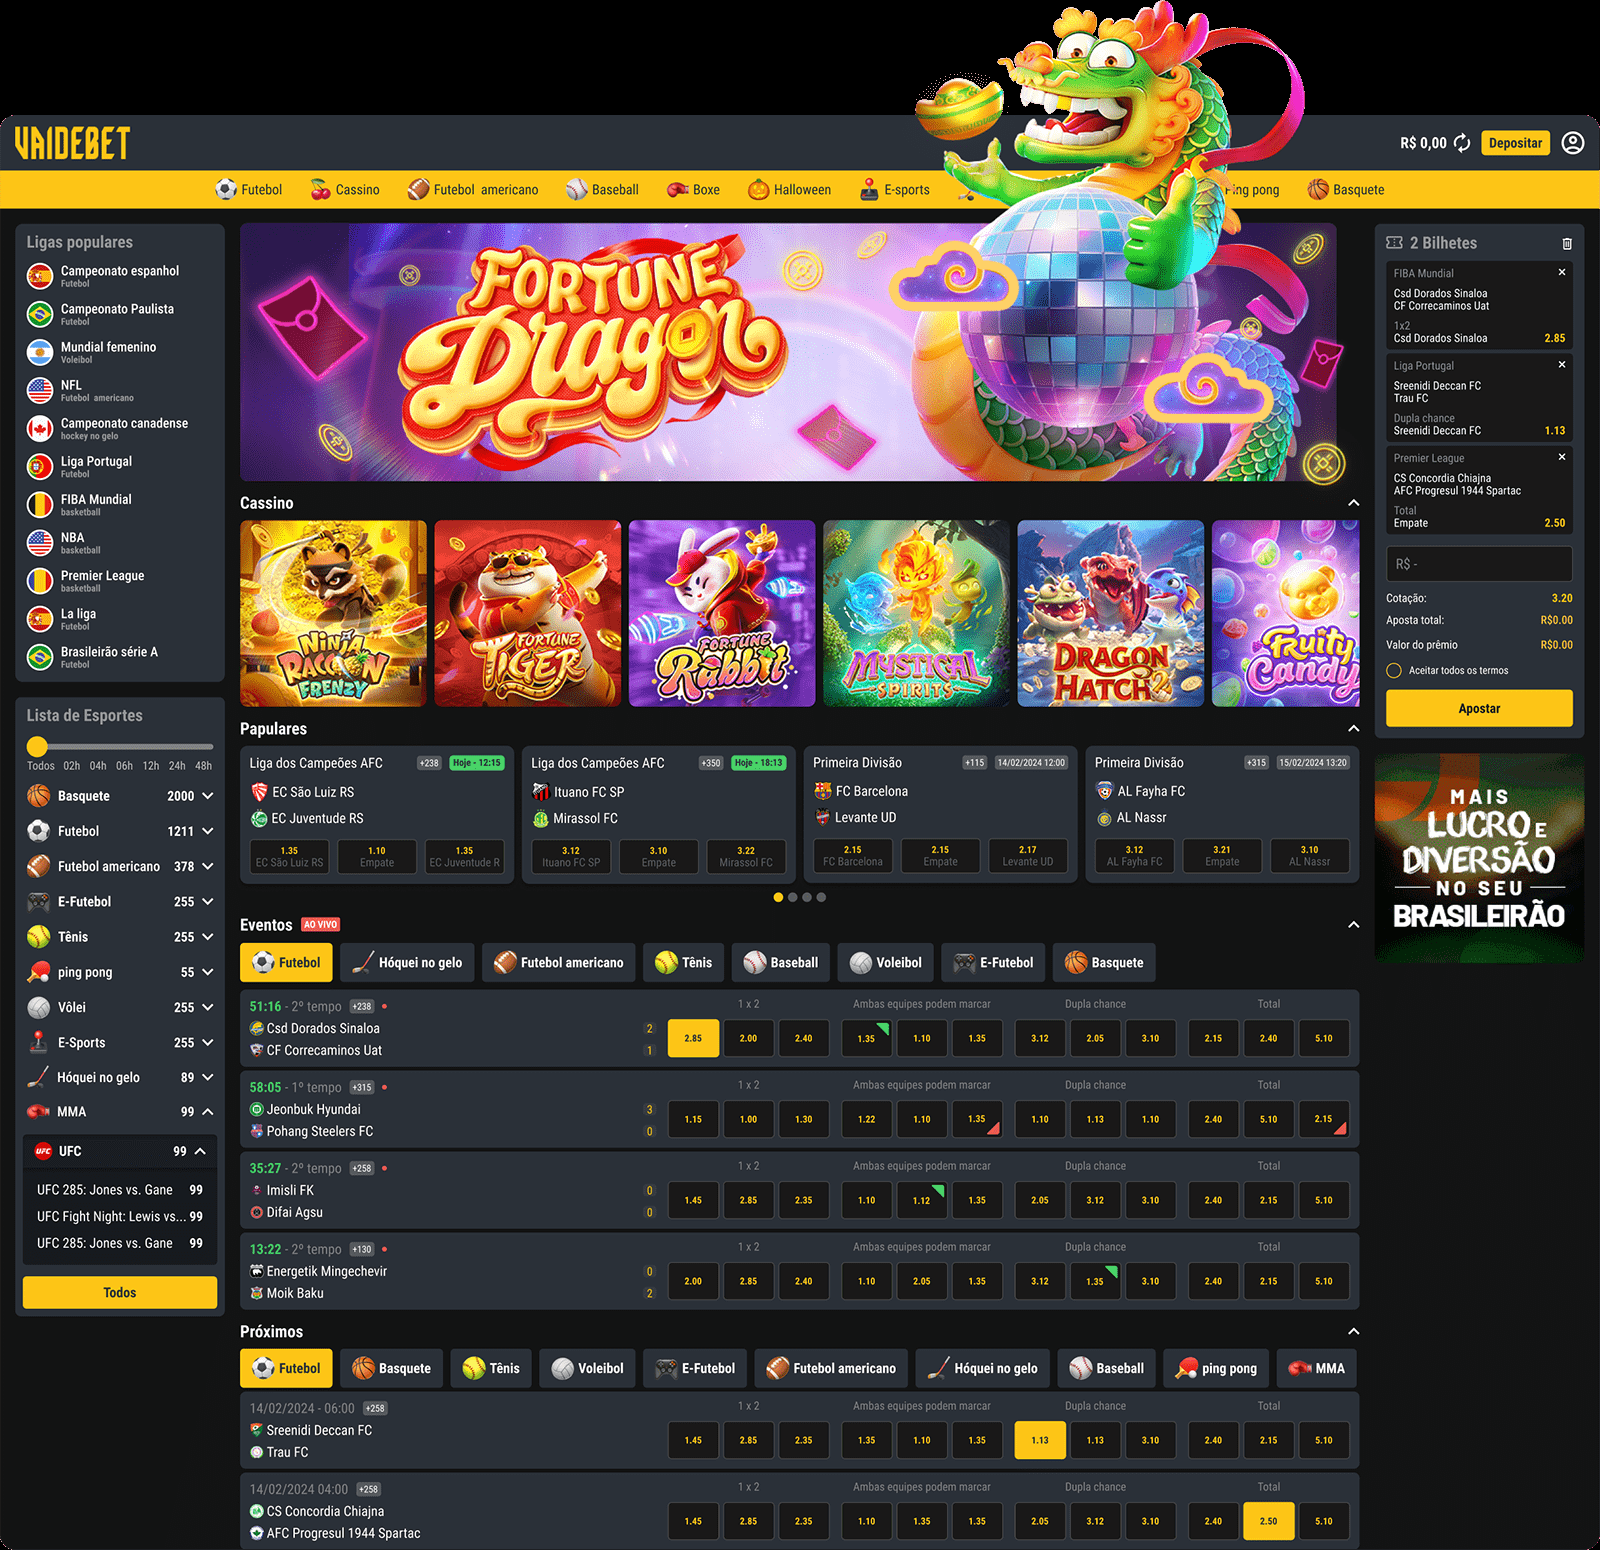 VAIDEBET
R$ 0,00
Depositar
Futebol
Cassino
Futebol americano
Baseball
Boxe
Halloween
E-sports
Ping pong
Basquete
Ligas populares
Campeonato espanhol
Futebol
Campeonato Paulista
Futebol
Mundial femenino
Voleibol
NFL
Futebol americano
Campeonato canadense
hockey no gelo
Liga Portugal
Futebol
FIBA Mundial
basketball
NBA
basketball
Premier League
basketball
La liga
Futebol
Brasileirão série A
Futebol
Lista de Esportes
Todos 02h 04h 06h 12h 24h 48h
Basquete 2000
Futebol 1211
Futebol americano 378
E-Futebol 255
Tênis 255
ping pong 55
Vôlei 255
E-Sports 255
Hóquei no gelo 89
MMA 99
UFC UFC 99
UFC 285: Jones vs. Gane 99
UFC Fight Night: Lewis vs... 99
UFC 285: Jones vs. Gane 99
Todos
FORTUNE
Dragon
Cassino
NINJA
RACCOON
FRENZY
FORTUNE
TIGER
FORTUNE
Rabbit
MYSTICAL
SPIRITS
DRAGON
HATCH 2
Fruity
Candy
Papulares
Liga dos Campeões AFC +238 Hoje - 12:15
EC São Luiz RS
EC Juventude RS
1.35 1.10 1.35
EC São Luiz RS Empate EC Juventude R
Liga dos Campeões AFC +350 Hoje - 18:13
Ituano FC SP
Mirassol FC
3.12 3.10 3.22
Ituano FC SP Empate Mirassol FC
Primeira Divisão +115 14/02/2024 12:00
FC Barcelona
Levante UD
2.15 2.15 2.17
FC Barcelona Empate Levante UD
Primeira Divisão +315 15/02/2024 13:20
AL Fayha FC
AL Nassr
3.12 3.21 3.10
AL Fayha FC Empate AL Nassr
Eventos AO VIVO
Futebol Hóquei no gelo Futebol americano Tênis Baseball Voleibol E-Futebol Basquete
51:16 - 2º tempo +238 1 x 2 Ambas equipes podem marcar Dupla chance Total
Csd Dorados Sinaloa 2
CF Correcaminos Uat 1
2.85 2.00 2.40 1.35 1.10 1.35 3.12 2.05 3.10 2.15 2.40 5.10
58:05 - 1º tempo +315 1 x 2 Ambas equipes podem marcar Dupla chance Total
Jeonbuk Hyundai 3
Pohang Steelers FC 0
1.15 1.00 1.30 1.22 1.10 1.35 1.10 1.13 1.10 2.40 5.10 2.15
35:27 - 2º tempo +258 1 x 2 Ambas equipes podem marcar Dupla chance Total
Imisli FK 0
Difai Agsu 0
1.45 2.85 2.35 1.10 1.12 1.35 2.05 3.12 3.10 2.40 2.15 5.10
13:22 - 2º tempo +130 1 x 2 Ambas equipes podem marcar Dupla chance Total
Energetik Mingechevir 0
Moik Baku 2
2.00 2.85 2.40 1.10 2.05 1.35 3.12 1.35 3.10 2.40 2.15 5.10
Próximos
Futebol Basquete Tênis Voleibol E-Futebol Futebol americano Hóquei no gelo Baseball ping pong MMA
14/02/2024 - 06:00 +258 1 x 2 Ambas equipes podem marcar Dupla chance Total
Sreenidi Deccan FC
Trau FC
1.45 2.85 2.35 1.35 1.10 1.35 1.13 1.13 3.10 2.40 2.15 5.10
14/02/2024 04:00 +258 1 x 2 Ambas equipes podem marcar Dupla chance Total
CS Concordia Chiajna
AFC Progresul 1944 Spartac
1.45 2.85 2.35 1.10 1.35 1.35 2.05 3.12 3.10 2.40 2.50 5.10
2 Bilhetes
FIBA Mundial
Csd Dorados Sinaloa
CF Correcaminos Uat
1x2
Csd Dorados Sinaloa 2.85
Liga Portugal
Sreenidi Deccan FC
Trau FC
Dupla chance
Sreenidi Deccan FC 1.13
Premier League
CS Concordia Chiajna
AFC Progresul 1944 Spartac
Total
Empate 2.50
R$ -
Cotação: 3.20
Aposta total: R$0.00
Valor do prêmio R$0.00
Aceitar todos os termos
Apostar
MAIS
LUCRO E
DIVERSÃO
NO SEU
BRASILEIRÃO